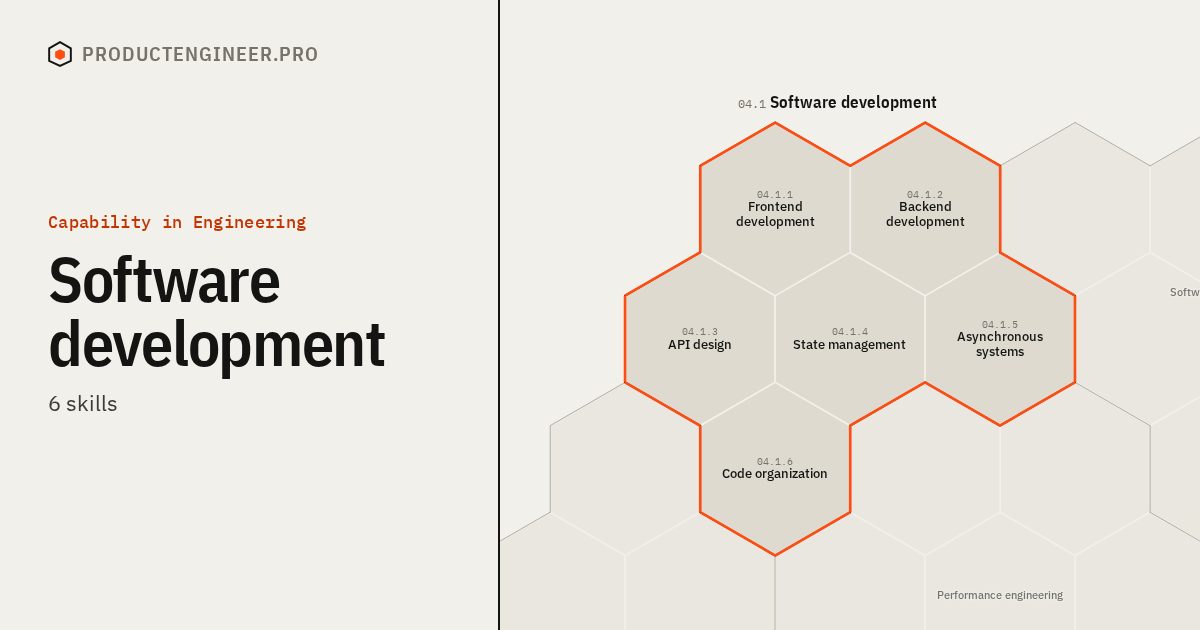 PRODUCTENGINEER.PRO
Capability in Engineering
Software
development
6 skills
04.1 Software development
04.1.1
Frontend
development
04.1.2
Backend
development
04.1.3
API design
04.1.4
State management
04.1.5
Asynchronous
systems
04.1.6
Code organization
Performance engineering